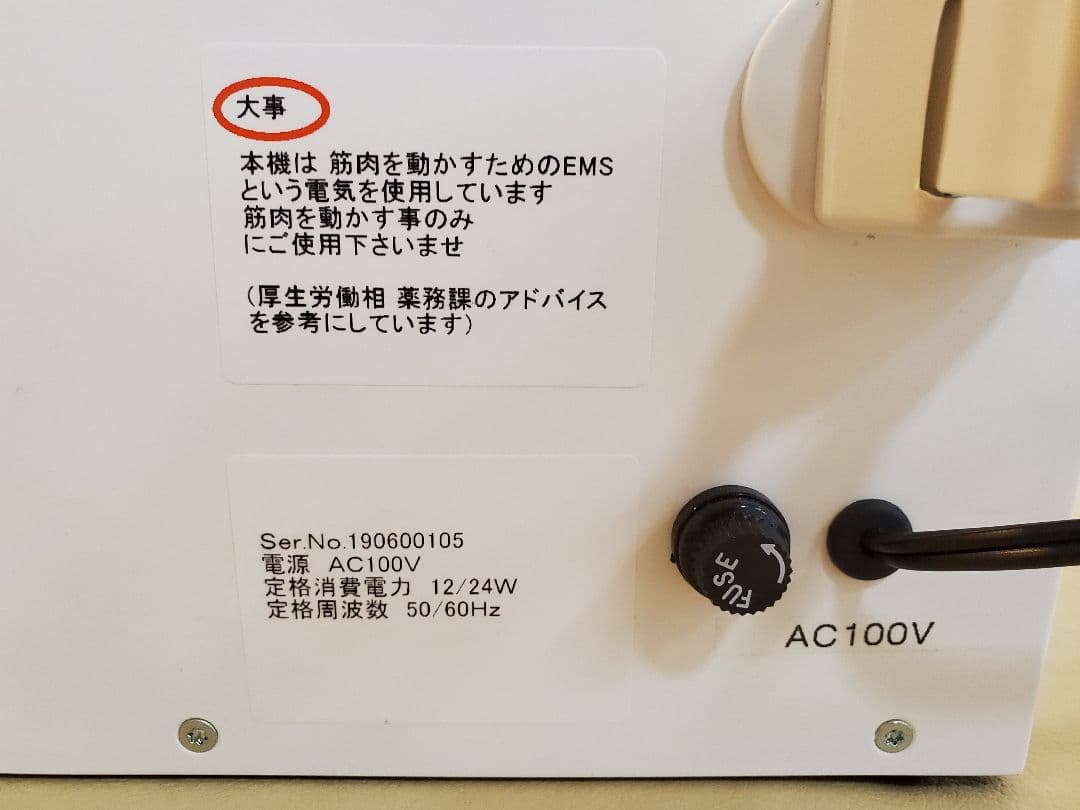 大事
本機は 筋肉を動かすためのEMS
という電気を使用しています
筋肉を動かす事のみ
にご使用下さいませ
（厚生労働相 薬務課のアドバイス
を参考にしています）
Ser.No.190600105
電源 AC100V
定格消費電力 12/24W
定格周波数 50/60Hz
FUSE
AC100V